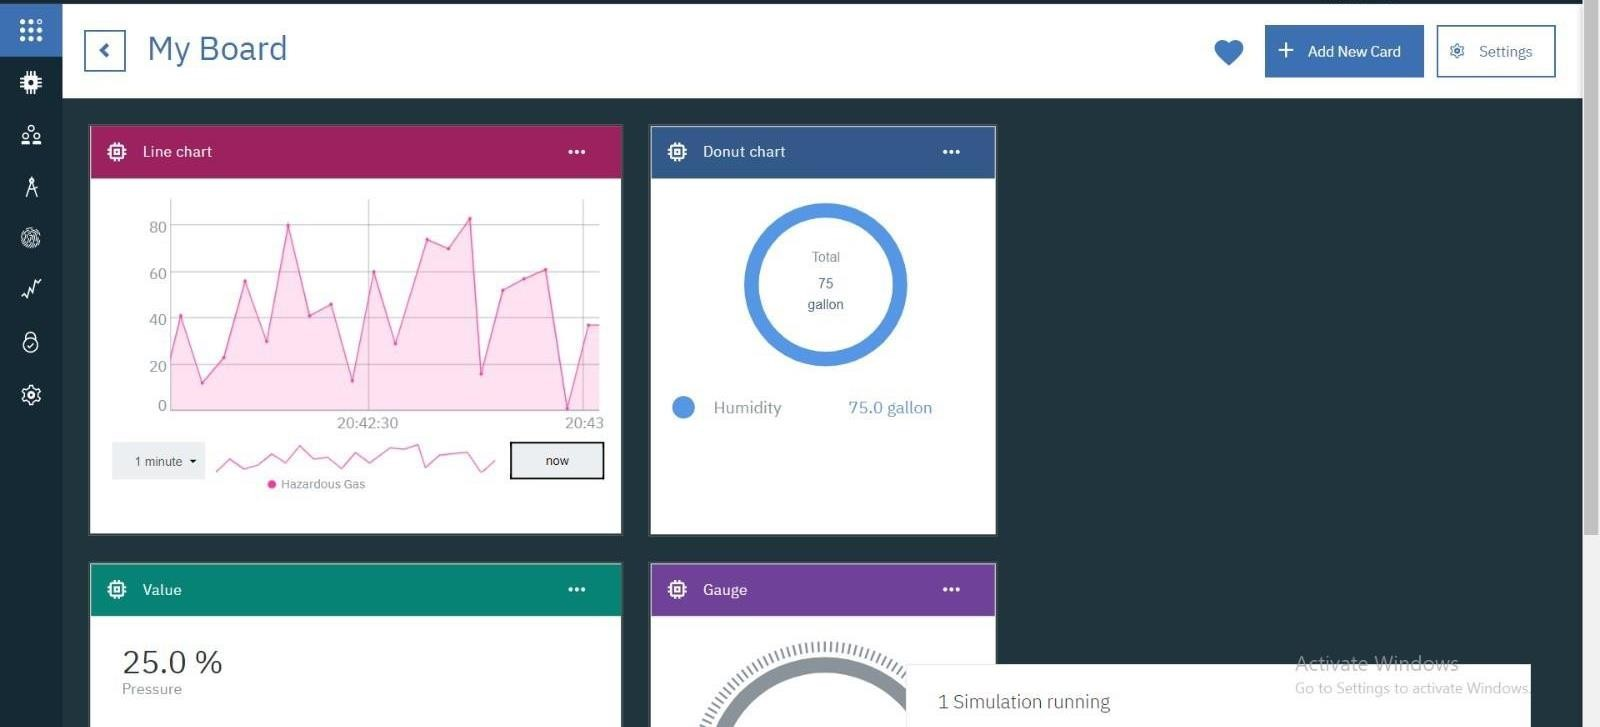 My Board
Add New Card
Settings
Line chart
80
60
40
20
0
20:42:30
20:43
1 minute
now
Hazardous Gas
Donut chart
Total
75
gallon
Humidity
75.0 gallon
Value
25.0 %
Pressure
Gauge
1 Simulation running
Activate Windows
Go to Settings to activate Windows.